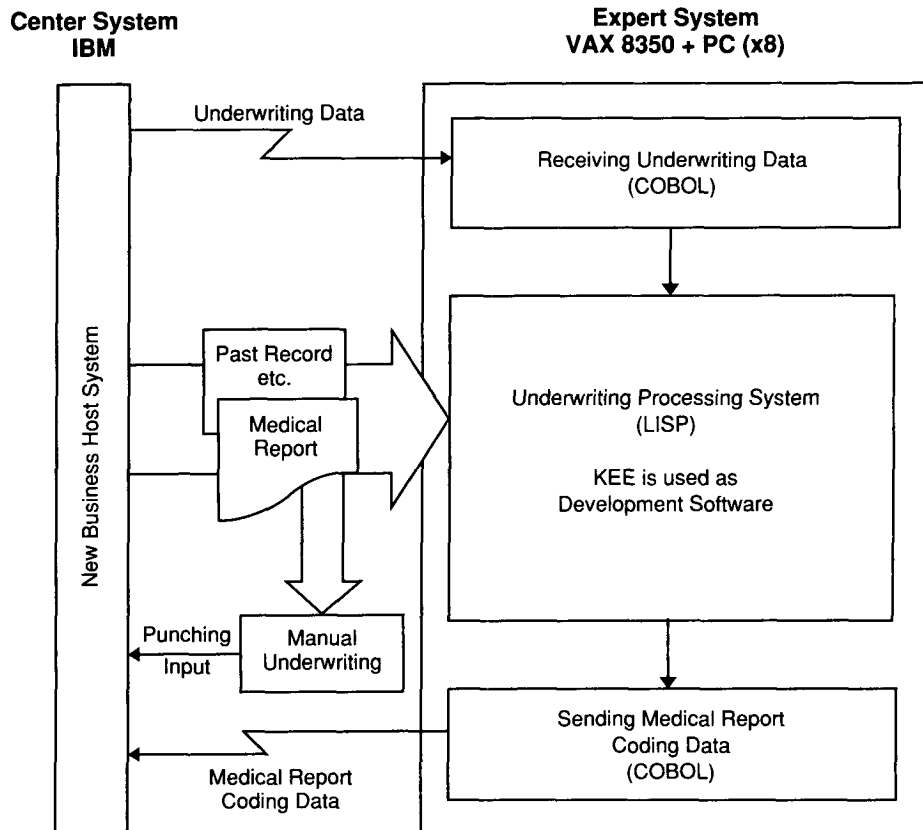 Center System
IBM
Expert System
VAX 8350 + PC (x8)
Underwriting Data
Receiving Underwriting Data
(COBOL)
New Business Host System
Past Record
etc.
Medical
Report
Underwriting Processing System
(LISP)
KEE is used as
Development Software
Punching
Input
Manual
Underwriting
Sending Medical Report
Coding Data
(COBOL)
Medical Report
Coding Data